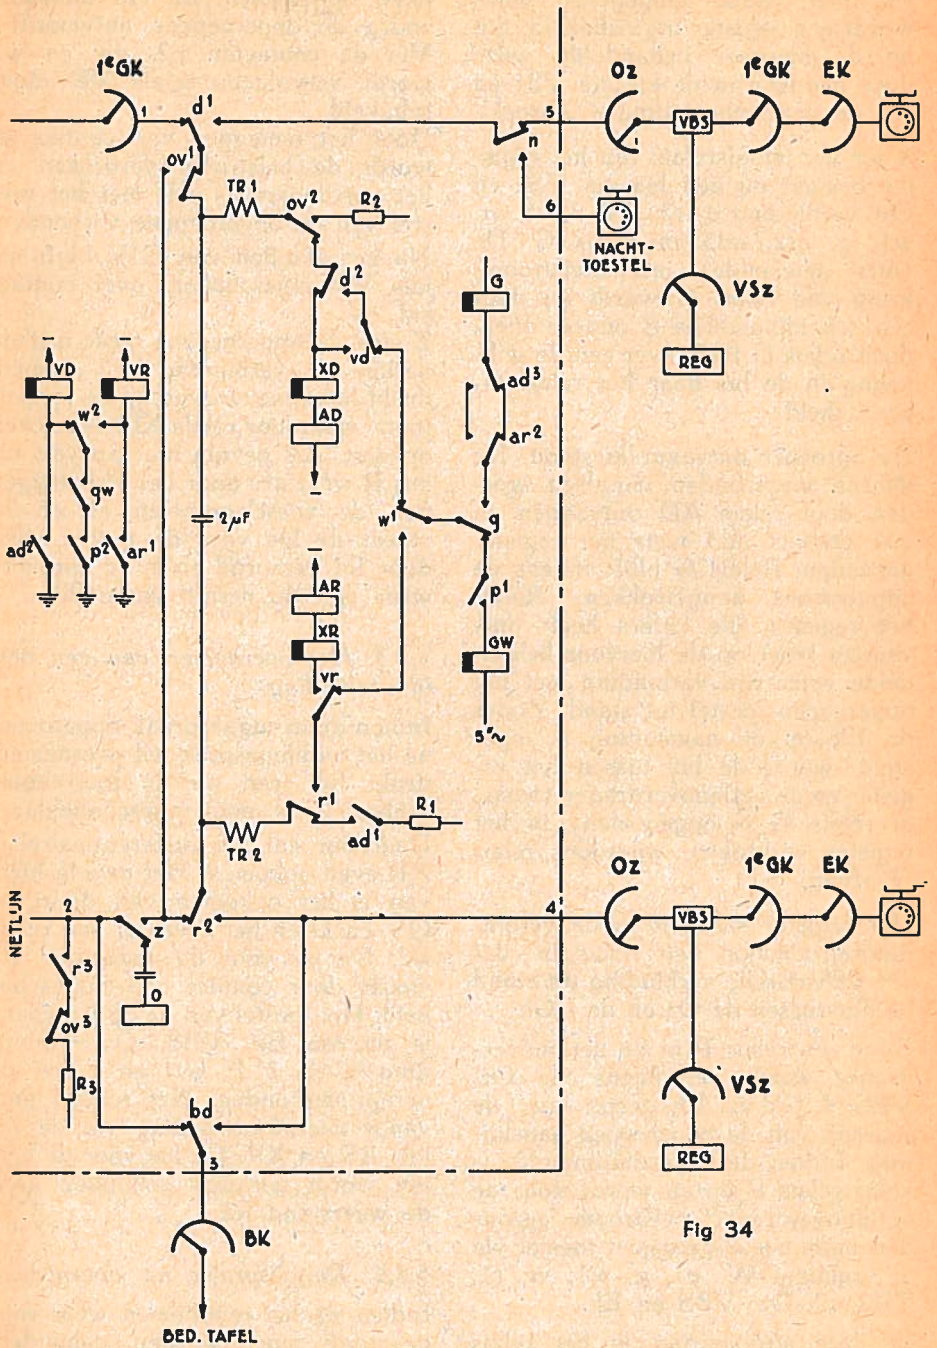 1eGK
d1
Oz
1eGK
EK
1
5
n
VBS
ov1
TR1
ov2
R2
6
NACHT-
TOESTEL
d2
G
VSz
VD
VR
vd
XD
ad3
REG
w2
AD
ar2
gw
2µF
w1
g
ad2
p2
ar1
AR
p1
XR
GW
vr
5"~
r1
R1
TR2
ad1
Oz
1eGK
EK
NETLIJN
2
z
r2
4
VBS
r3
O
ov3
R3
bd
VSz
3
REG
BK
Fig 34
BED. TAFEL